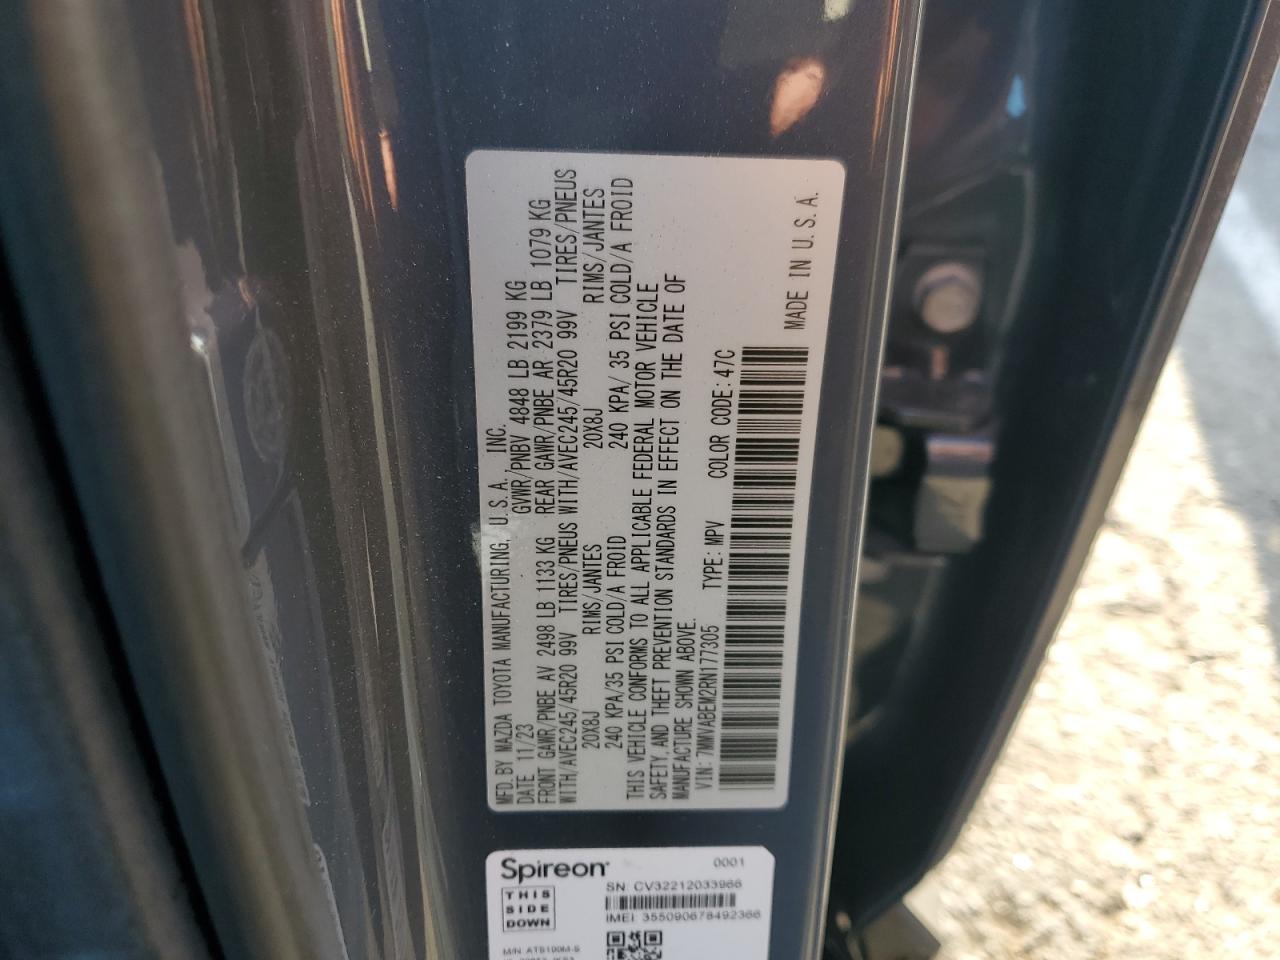 MFD. BY MAZDA TOYOTA MANUFACTURING, U.S.A., INC.
DATE 11/23 GVWR/PNBV 4848 LB 2199 KG
FRONT GAWR/PNBE AV 2498 LB 1133 KG REAR GAWR/PNBE AR 2379 LB 1079 KG
WITH/AVEC245/45R20 99V TIRES/PNEUS WITH/AVEC245/45R20 99V TIRES/PNEUS
20X8J RIMS/JANTES 20X8J RIMS/JANTES
240 KPA/35 PSI COLD/A FROID 240 KPA/ 35 PSI COLD/A FROID
THIS VEHICLE CONFORMS TO ALL APPLICABLE FEDERAL MOTOR VEHICLE
SAFETY AND THEFT PREVENTION STANDARDS IN EFFECT ON THE DATE OF
MANUFACTURE SHOWN ABOVE.
VIN: 7MMVABEM2RN177305 TYPE: MPV COLOR CODE: 47C
MADE IN U.S.A.
Spireon 0001
THIS
SIDE
DOWN
SN: CV32212033966
IMEI: 355090678492366
M/N: ATS100M-S